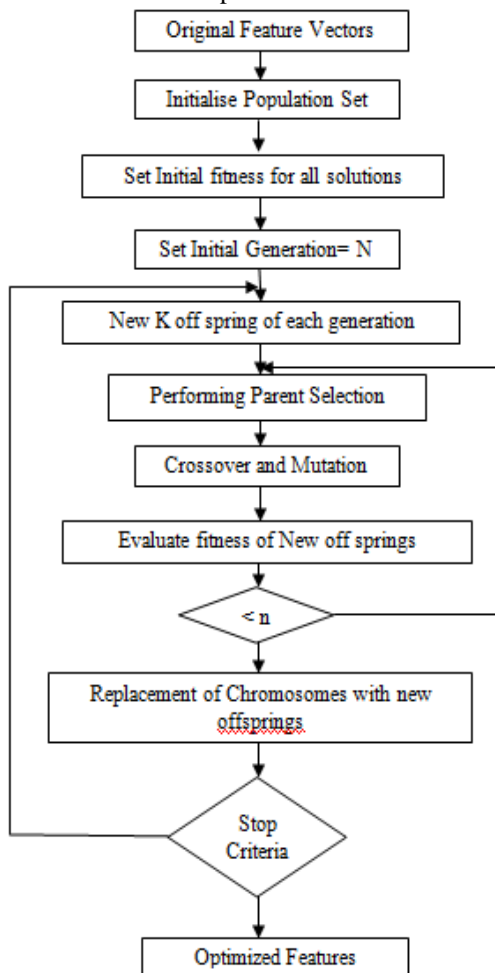 Original Feature Vectors
Initialise Population Set
Set Initial fitness for all solutions
Set Initial Generation= N
New K off spring of each generation
Performing Parent Selection
Crossover and Mutation
Evaluate fitness of New off springs
< n
Replacement of Chromosomes with new
offsprings
Stop
Criteria
Optimized Features